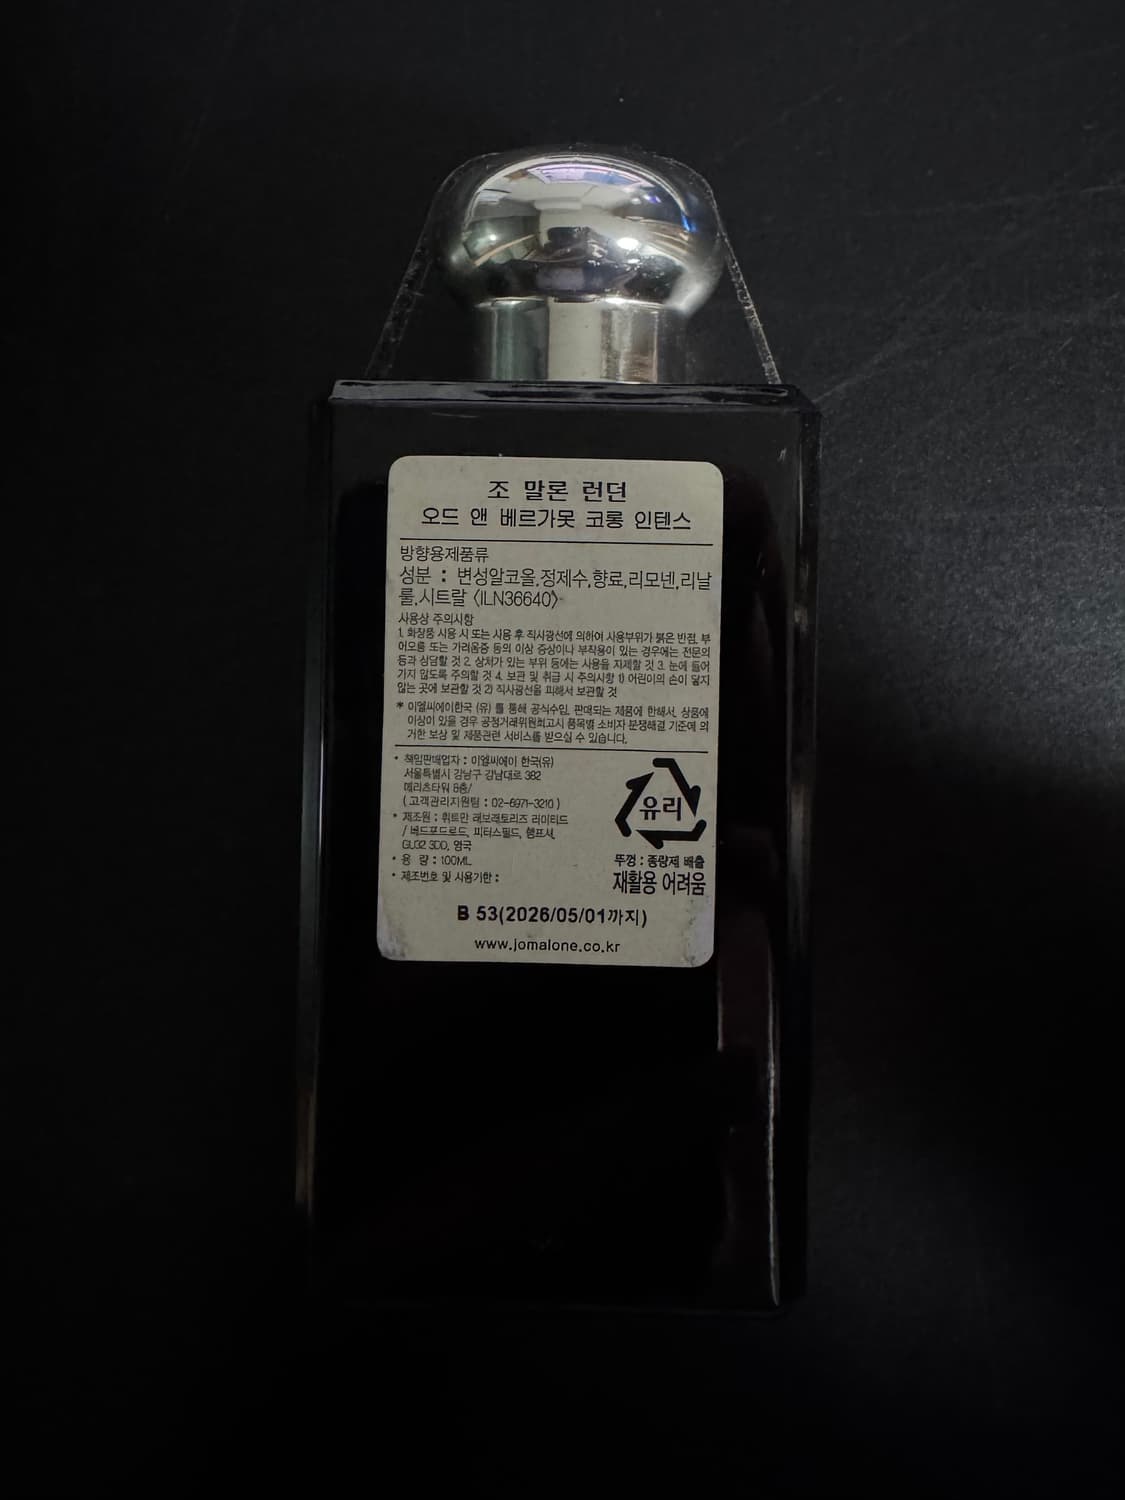 조 말론 런던
오드 앤 베르가못 코롱 인텐스
방향용제품류
성분 : 변성알코올,정제수,향료,리모넨,리날
룰,시트랄 〈ILN36640〉
사용상 주의시항
1. 화장품 사용 시 또는 사용 후 직사광선에 의하여 사용부위가 붉은 반점, 부
어오름 또는 가려움증 등의 이상 증상이나 부작용이 있는 경우에는 전문의
등과 상담할 것 2. 상처가 있는 부위 등에는 사용을 자제할 것 3. 눈에 들어
가지 않도록 주의할 것 4. 보관 및 취급 시 주의사항 1) 어린이의 손이 닿지
않는 곳에 보관할 것 2) 직사광선을 피해서 보관할 것
* 이엘씨에이한국 (유) 를 통해 공식수입, 판매되는 제품에 한해서, 상품에
이상이 있을 경우 공정거래위원회고시 품목별 소비자 분쟁해결 기준에 의
거한 보상 및 제품관련 서비스를 받으실 수 있습니다.
• 책임판매업자 : 이엘씨에이 한국(유)
서울특별시 강남구 강남대로 382
메리츠타워 8층/
( 고객관리지원팀 : 02-6971-3210 )
• 제조원 : 휘트만 래보래토리즈 리미티드
/ 베드포드로드, 피터스필드, 햄프셔,
GU32 3DD, 영국
• 용 량 : 100ML
• 제조번호 및 사용기한 :
유리
뚜껑 : 종량제 배출
재활용 어려움
B 53(2026/05/01까지)
www.jomalone.co.kr